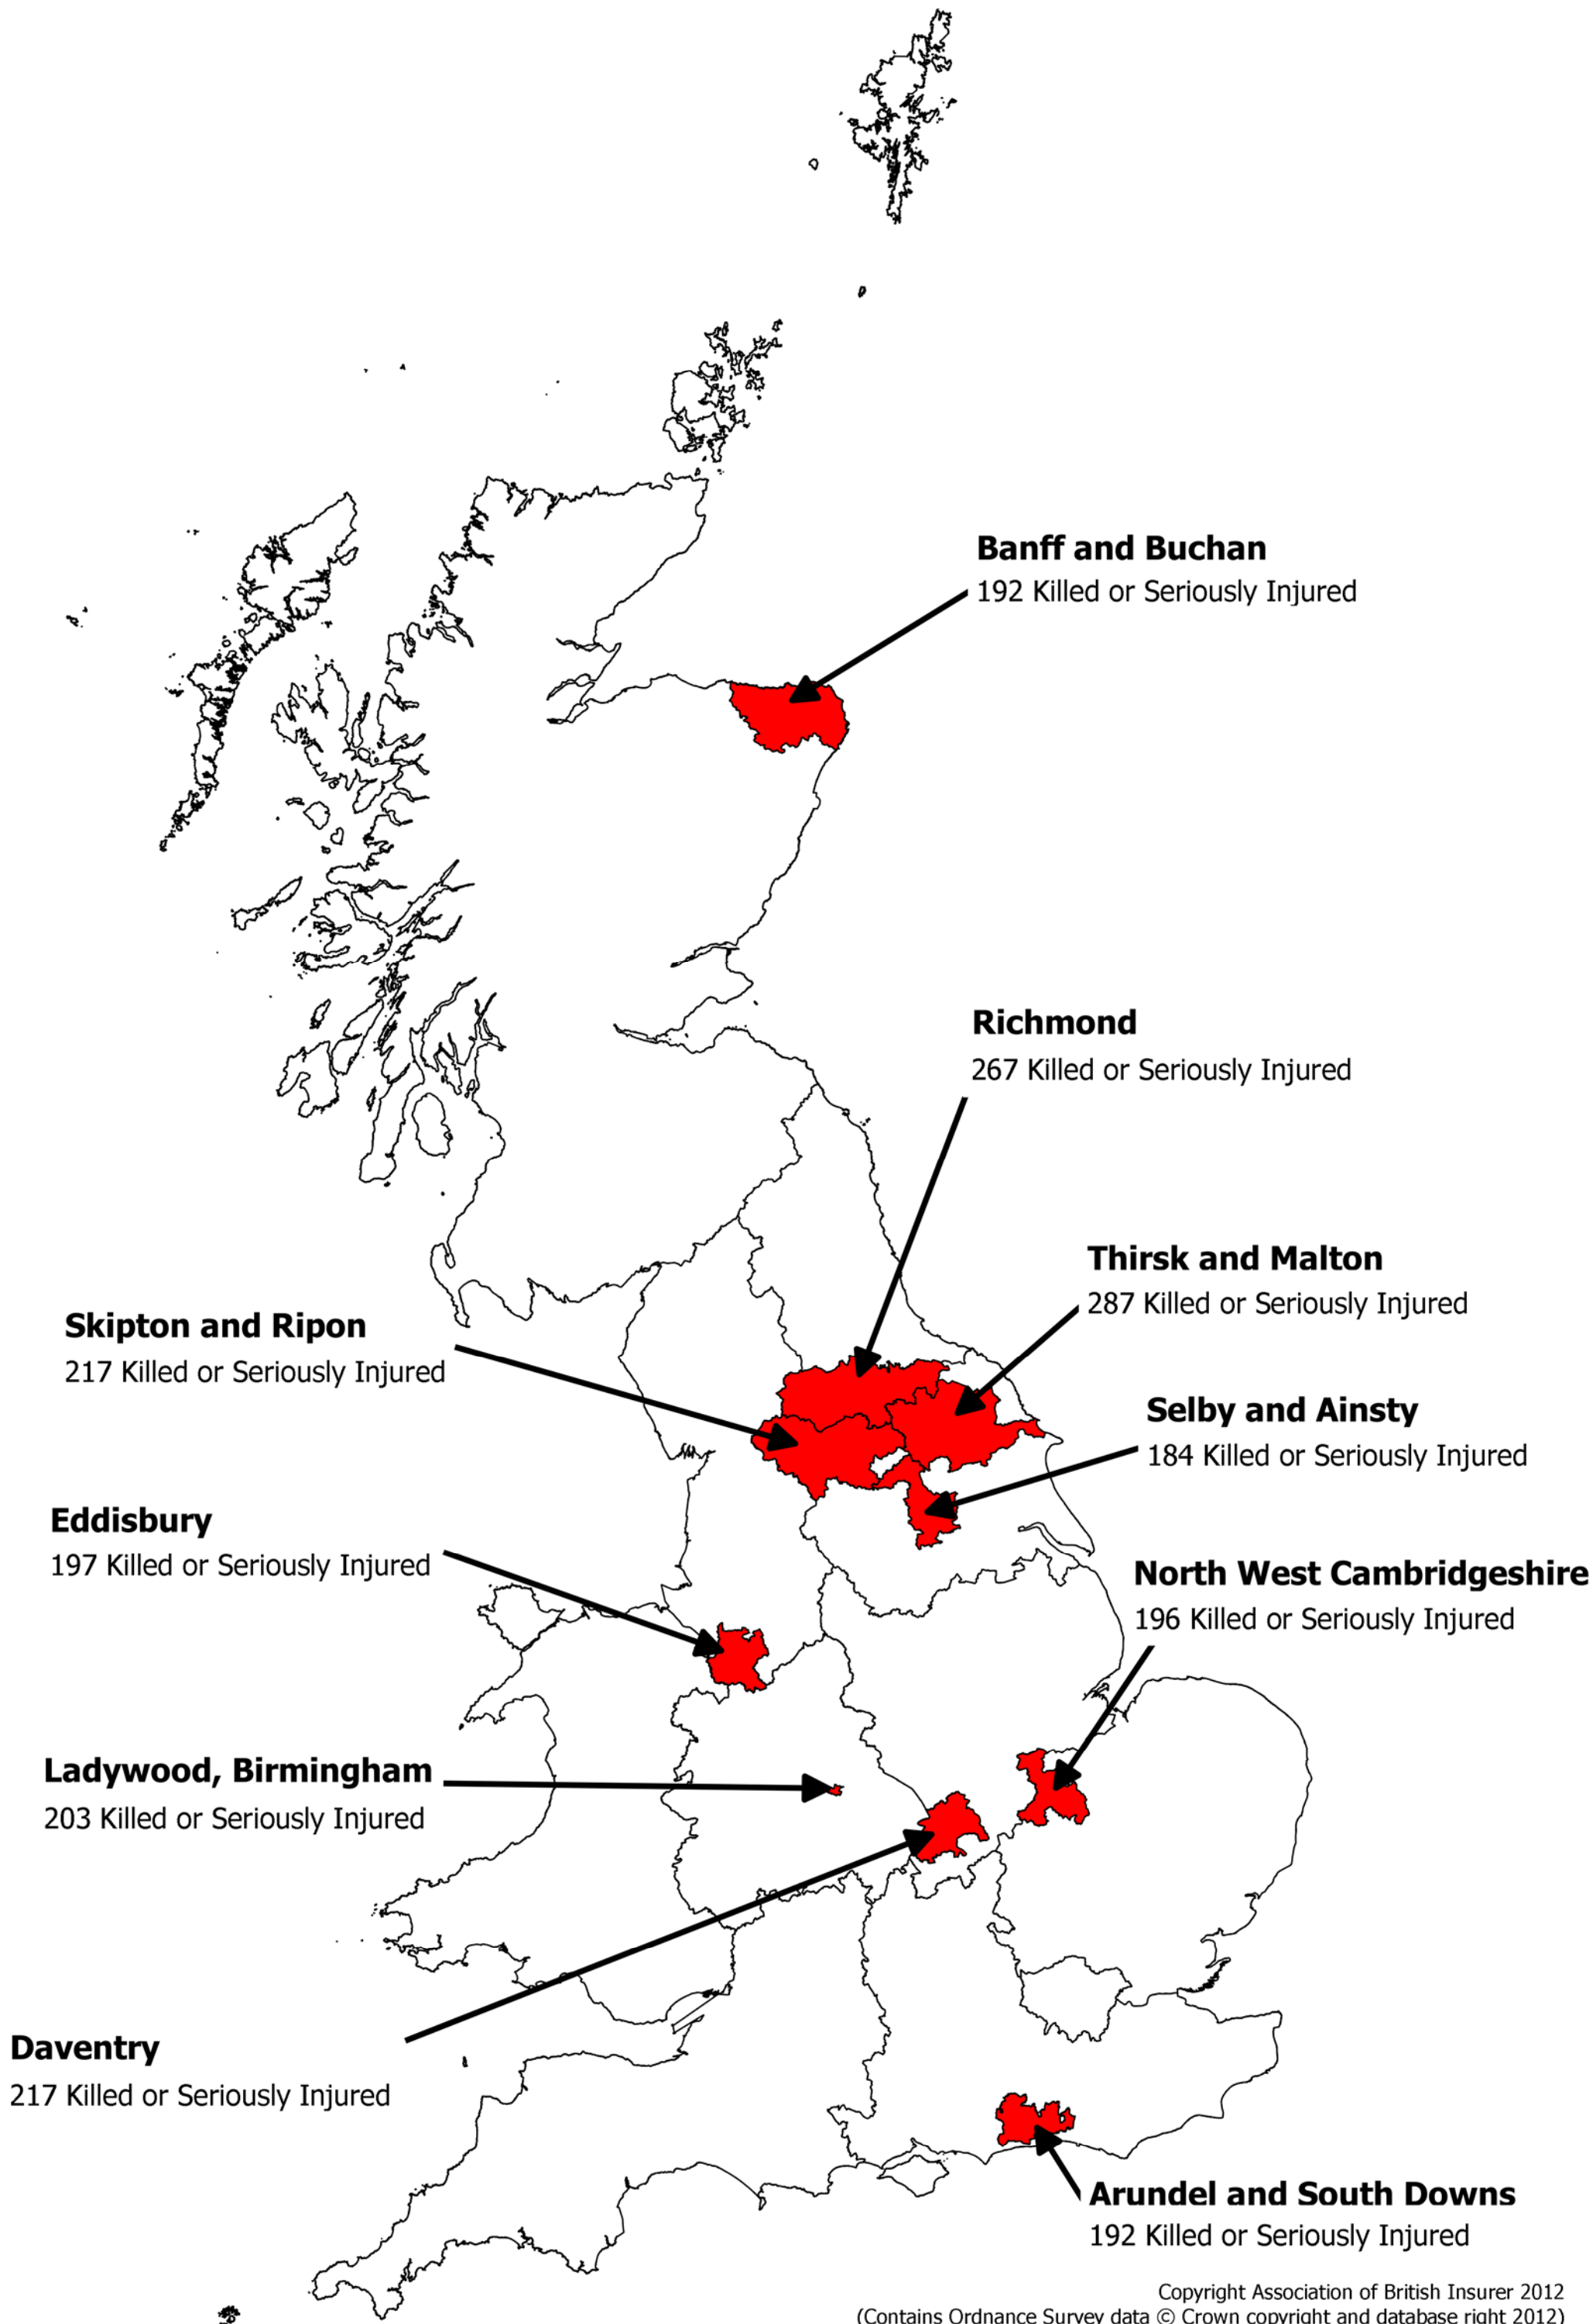 Banff and Buchan
192 Killed or Seriously Injured
Richmond
267 Killed or Seriously Injured
Thirsk and Malton
287 Killed or Seriously Injured
Skipton and Ripon
217 Killed or Seriously Injured
Selby and Ainsty
184 Killed or Seriously Injured
Eddisbury
197 Killed or Seriously Injured
North West Cambridgeshire
196 Killed or Seriously Injured
Ladywood, Birmingham
203 Killed or Seriously Injured
Daventry
217 Killed or Seriously Injured
Arundel and South Downs
192 Killed or Seriously Injured
Copyright Association of British Insurer 2012
(Contains Ordnance Survey data © Crown copyright and database right 2012)